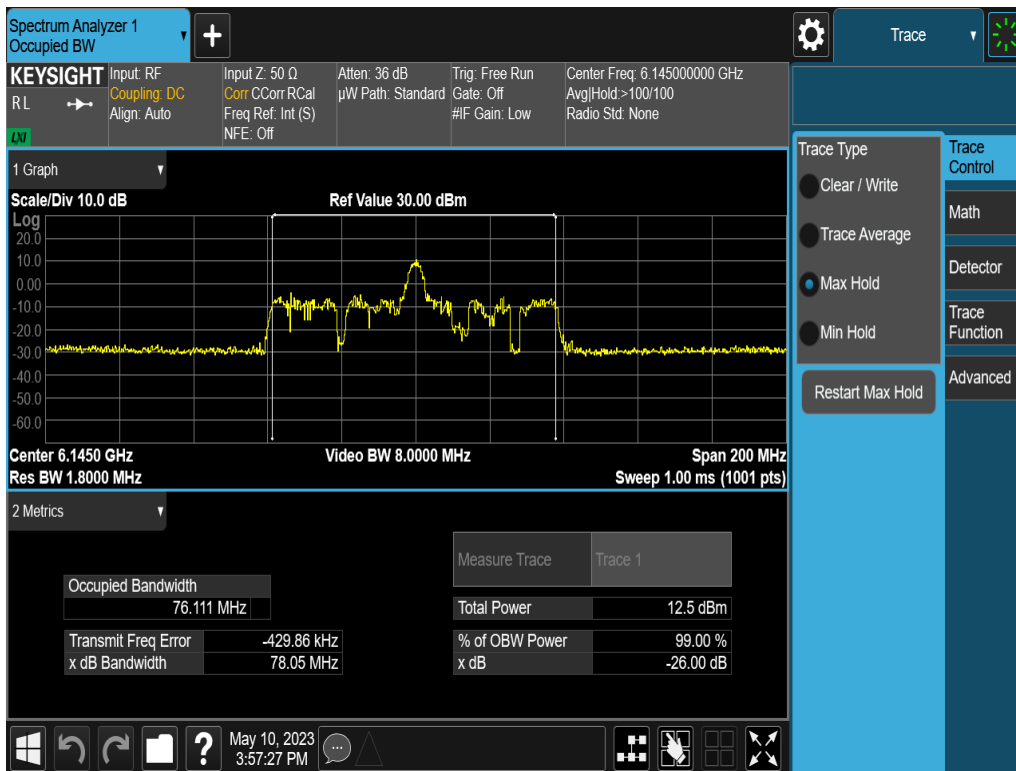 Spectrum Analyzer 1
Occupied BW
+
Trace
KEYSIGHT
RL
LXI
Input: RF
Coupling: DC
Align: Auto
Input Z: 50 Ω
Corr CCorr RCal
Freq Ref: Int (S)
NFE: Off
Atten: 36 dB
µW Path: Standard
Trig: Free Run
Gate: Off
#IF Gain: Low
Center Freq: 6.145000000 GHz
Avg|Hold:>100/100
Radio Std: None
1 Graph
Scale/Div 10.0 dB
Ref Value 30.00 dBm
Log
20.0
10.0
0.00
-10.0
-20.0
-30.0
-40.0
-50.0
-60.0
Center 6.1450 GHz
Video BW 8.0000 MHz
Span 200 MHz
Res BW 1.8000 MHz
Sweep 1.00 ms (1001 pts)
2 Metrics
Measure Trace
Trace 1
Occupied Bandwidth
76.111 MHz
Total Power
12.5 dBm
Transmit Freq Error
-429.86 kHz
% of OBW Power
99.00 %
x dB Bandwidth
78.05 MHz
x dB
-26.00 dB
Trace Type
Clear / Write
Trace Average
Max Hold
Min Hold
Restart Max Hold
Trace
Control
Math
Detector
Trace
Function
Advanced
?
May 10, 2023
3:57:27 PM